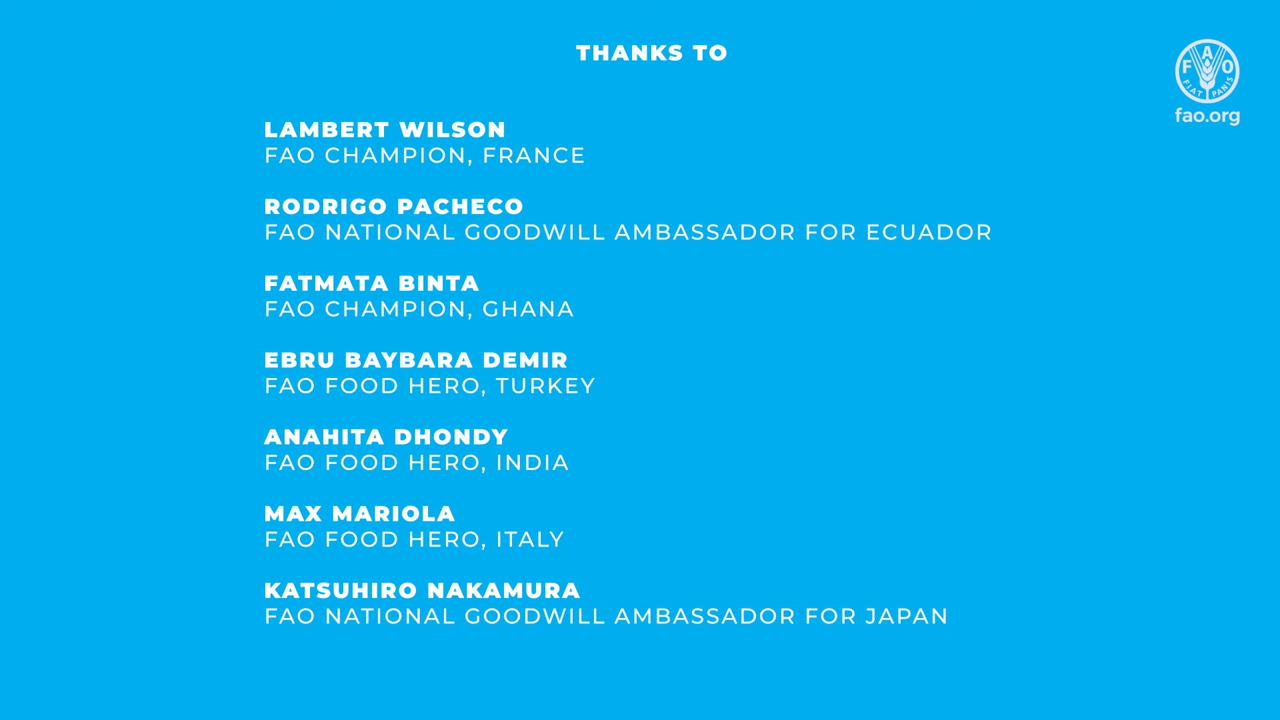 THANKS TO
F A O
FIAT PANIS
fao.org
LAMBERT WILSON
FAO CHAMPION, FRANCE
RODRIGO PACHECO
FAO NATIONAL GOODWILL AMBASSADOR FOR ECUADOR
FATMATA BINTA
FAO CHAMPION, GHANA
EBRU BAYBARA DEMIR
FAO FOOD HERO, TURKEY
ANAHITA DHONDY
FAO FOOD HERO, INDIA
MAX MARIOLA
FAO FOOD HERO, ITALY
KATSUHIRO NAKAMURA
FAO NATIONAL GOODWILL AMBASSADOR FOR JAPAN